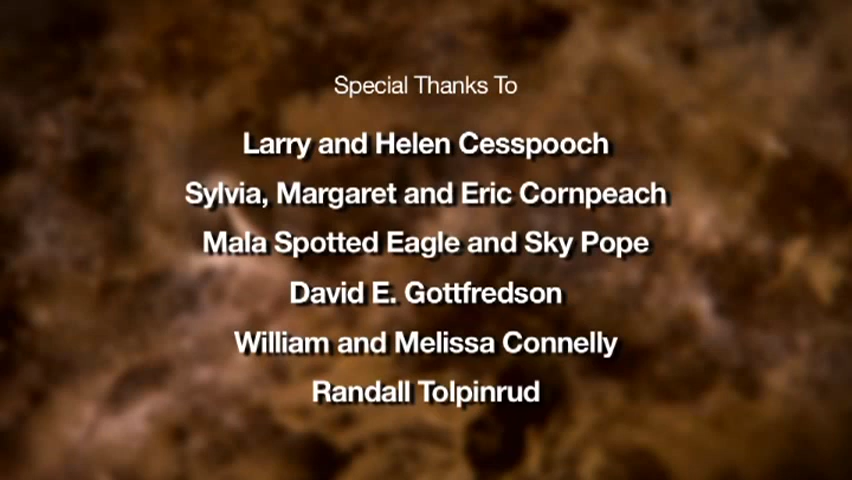 Special Thanks To
Larry and Helen Cesspooch
Sylvia, Margaret and Eric Cornpeach
Mala Spotted Eagle and Sky Pope
David E. Gottfredson
William and Melissa Connelly
Randall Tolpinrud